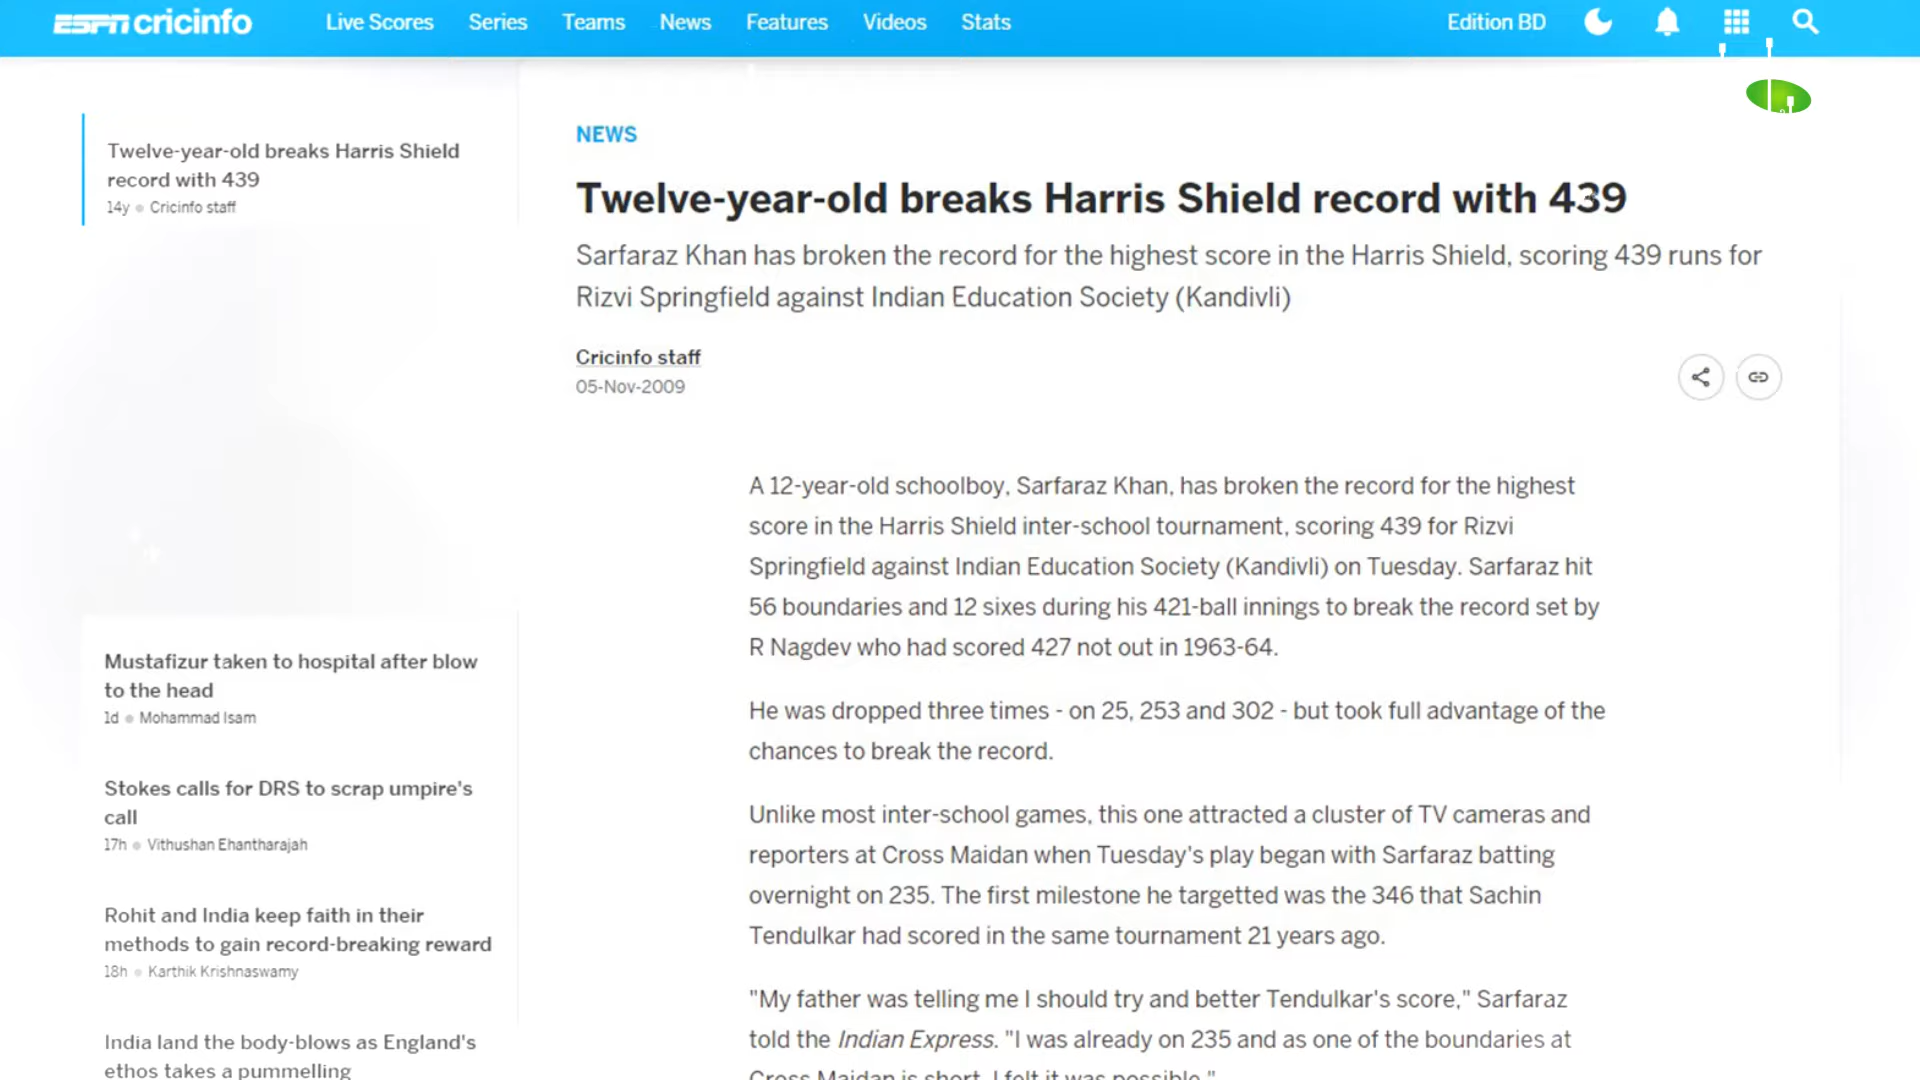 ESPN cricinfo Live Scores Series Teams News Features Videos Stats Edition BD
Twelve-year-old breaks Harris Shield
record with 439
14y Cricinfo staff
NEWS
Twelve-year-old breaks Harris Shield record with 439
Sarfaraz Khan has broken the record for the highest score in the Harris Shield, scoring 439 runs for
Rizvi Springfield against Indian Education Society (Kandivli)
Cricinfo staff
05-Nov-2009
A 12-year-old schoolboy, Sarfaraz Khan, has broken the record for the highest
score in the Harris Shield inter-school tournament, scoring 439 for Rizvi
Springfield against Indian Education Society (Kandivli) on Tuesday. Sarfaraz hit
56 boundaries and 12 sixes during his 421-ball innings to break the record set by
R Nagdev who had scored 427 not out in 1963-64.
He was dropped three times - on 25, 253 and 302 - but took full advantage of the
chances to break the record.
Unlike most inter-school games, this one attracted a cluster of TV cameras and
reporters at Cross Maidan when Tuesday's play began with Sarfaraz batting
overnight on 235. The first milestone he targetted was the 346 that Sachin
Tendulkar had scored in the same tournament 21 years ago.
"My father was telling me I should try and better Tendulkar's score," Sarfaraz
told the Indian Express. "I was already on 235 and as one of the boundaries at
Cross Maidan is short, I felt it was possible."
Mustafizur taken to hospital after blow
to the head
1d Mohammad Isam
Stokes calls for DRS to scrap umpire's
call
17h Vithushan Ehantharajah
Rohit and India keep faith in their
methods to gain record-breaking reward
18h Karthik Krishnaswamy
India land the body-blows as England's
ethos takes a pummelling